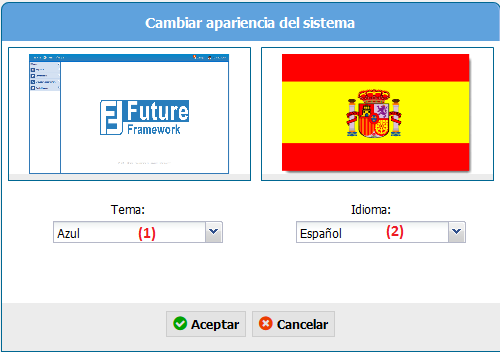 Cambiar apariencia del sistema
Future
Framework
Tema:
Idioma:
Azul
(1)
Español
(2)
Aceptar
Cancelar